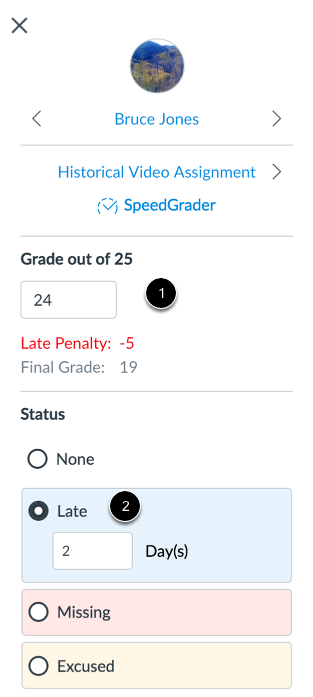 Bruce Jones
Historical Video Assignment
SpeedGrader
Grade out of 25
24
1
Late Penalty: -5
Final Grade: 19
Status
None
Late
2
2 Day(s)
Missing
Excused